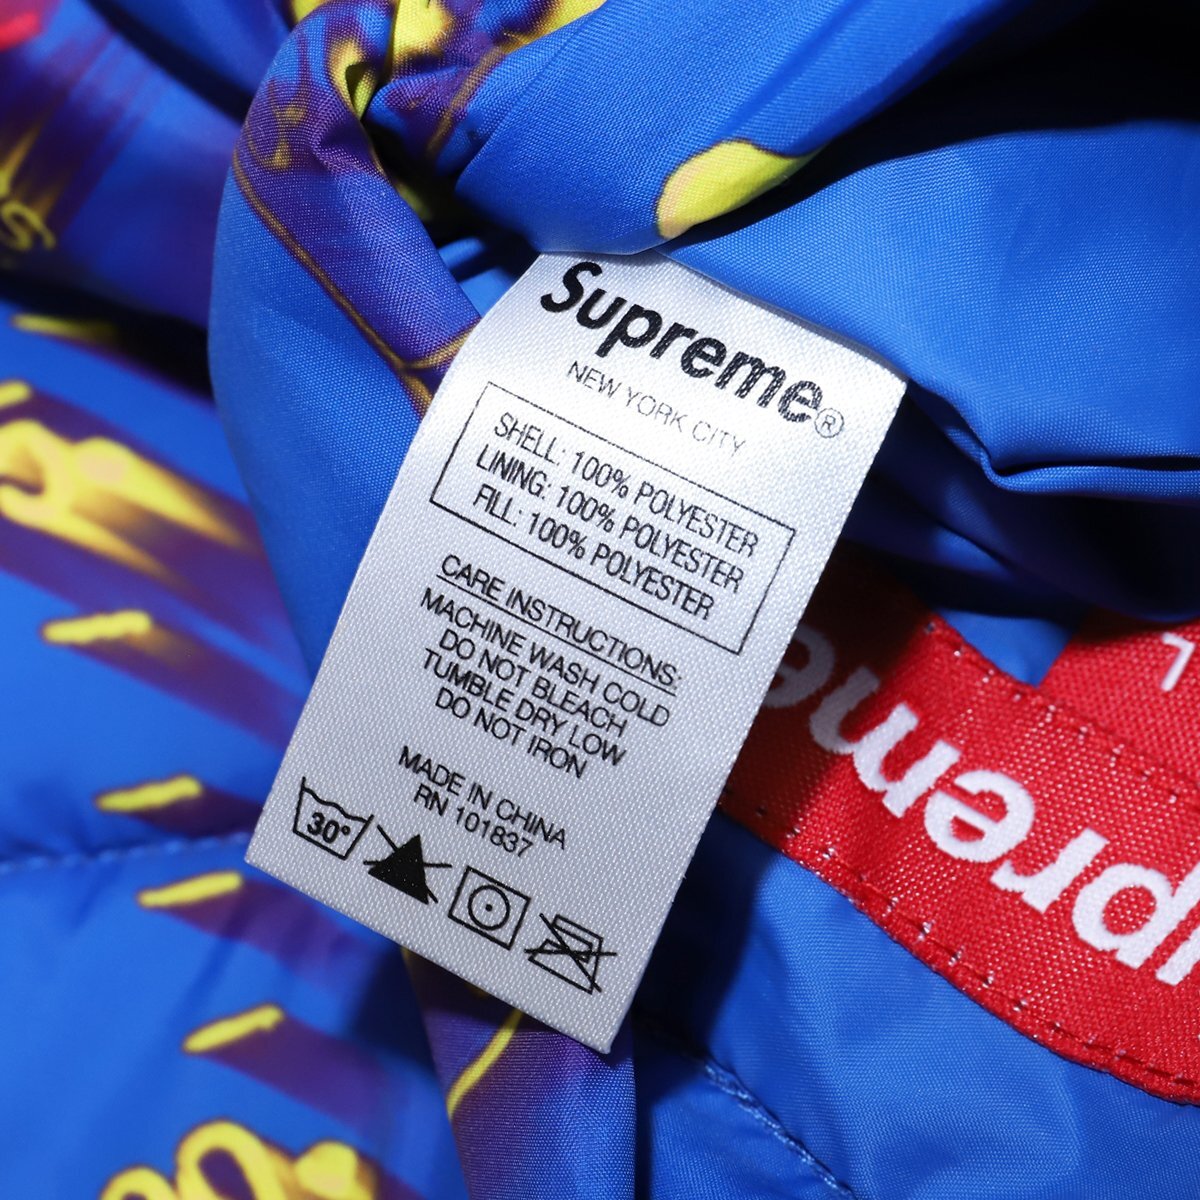 Supreme®
NEW YORK CITY
SHELL: 100% POLYESTER
LINING: 100% POLYESTER
FILL: 100% POLYESTER
CARE INSTRUCTIONS:
MACHINE WASH COLD
DO NOT BLEACH
TUMBLE DRY LOW
DO NOT IRON
MADE IN CHINA
RN 101837
30°
upreme
L